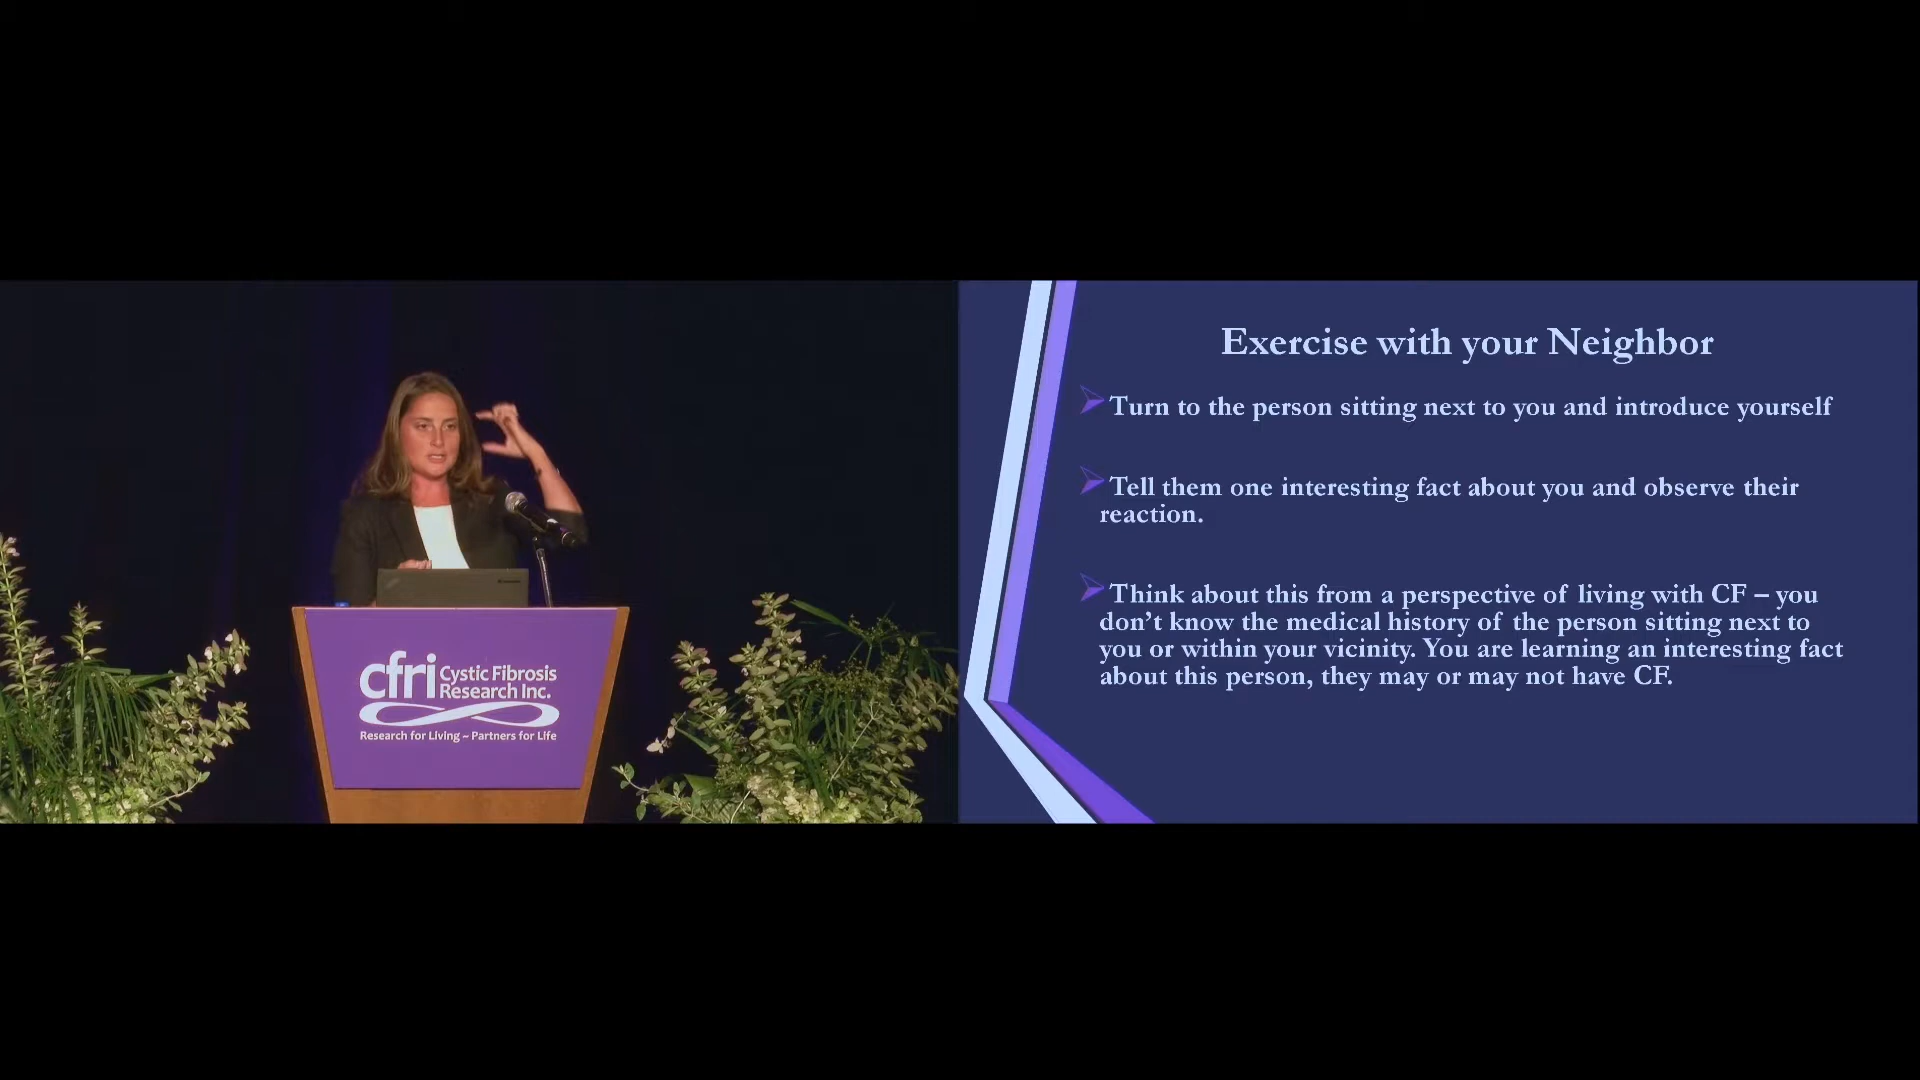 cfri Cystic Fibrosis
Research Inc.
Research for Living ~ Partners for Life
Exercise with your Neighbor
Turn to the person sitting next to you and introduce yourself
Tell them one interesting fact about you and observe their
reaction.
Think about this from a perspective of living with CF – you
don’t know the medical history of the person sitting next to
you or within your vicinity. You are learning an interesting fact
about this person, they may or may not have CF.